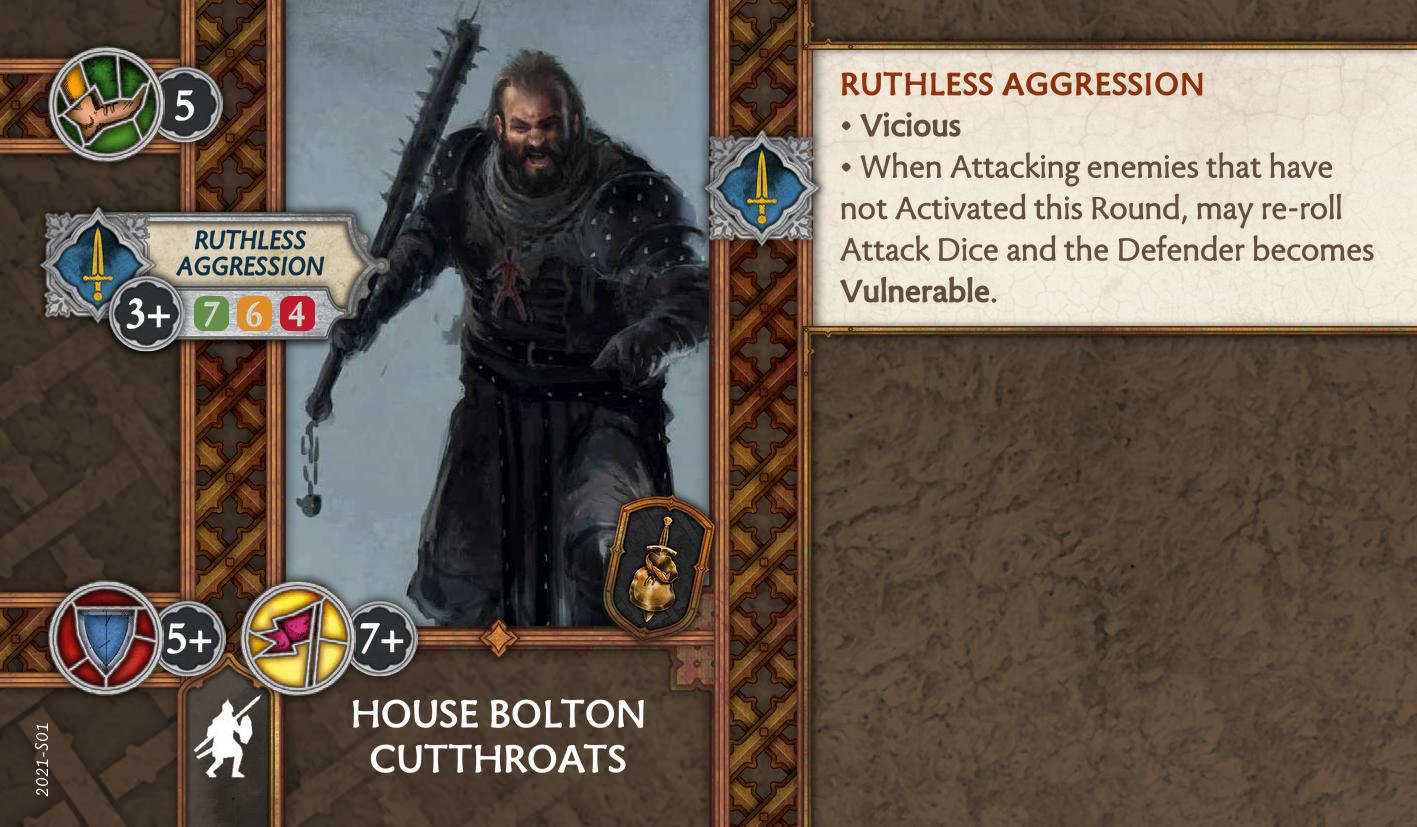 5
RUTHLESS
AGGRESSION
3+ 7 6 4
5+ 7+
HOUSE BOLTON
CUTTHROATS
2021-S01
RUTHLESS AGGRESSION
• Vicious
• When Attacking enemies that have
not Activated this Round, may re-roll
Attack Dice and the Defender becomes
Vulnerable.